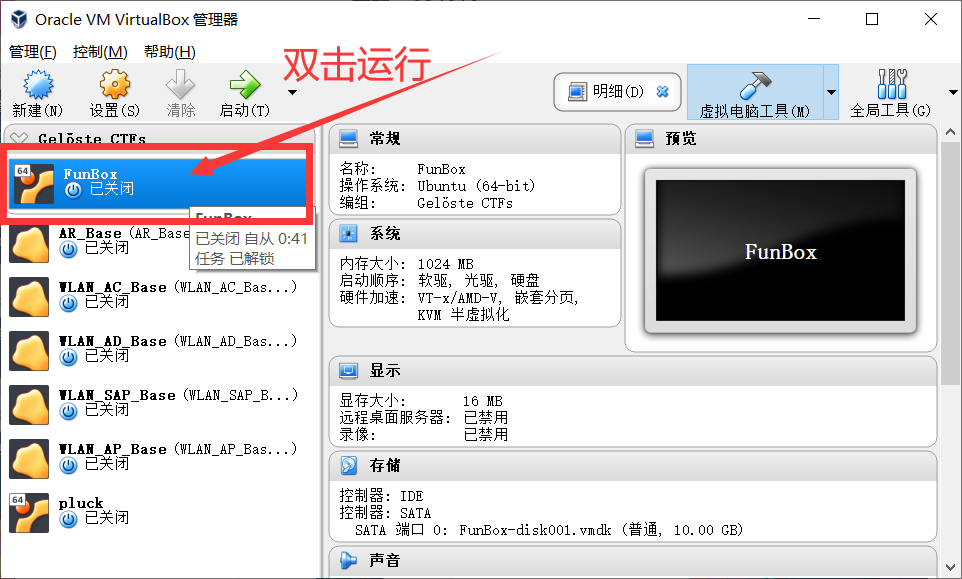 Oracle VM VirtualBox 管理器
管理(F) 控制(M) 帮助(H)
双击运行
新建(N) 设置(S) 清除 启动(T) 明细(D) 虚拟电脑工具(M) 全局工具(G)
Gelöste CTFs
64
FunBox
已关闭
FunBox
已关闭 自从 0:41
任务 已解锁
AR_Base (AR_Base
已关闭
WLAN_AC_Base (WLAN_AC_Bas...)
已关闭
WLAN_AD_Base (WLAN_AD_Bas...)
已关闭
WLAN_SAP_Base (WLAN_SAP_B...)
已关闭
WLAN_AP_Base (WLAN_AP_Bas...)
已关闭
64
pluck
已关闭
常规
名称: FunBox
操作系统: Ubuntu (64-bit)
编组: Gelöste CTFs
系统
内存大小: 1024 MB
启动顺序: 软驱, 光驱, 硬盘
硬件加速: VT-x/AMD-V, 嵌套分页,
KVM 半虚拟化
预览
FunBox
显示
显存大小: 16 MB
远程桌面服务器: 已禁用
录像: 已禁用
存储
控制器: IDE
控制器: SATA
SATA 端口 0: FunBox-disk001.vmdk (普通, 10.00 GB)
声音